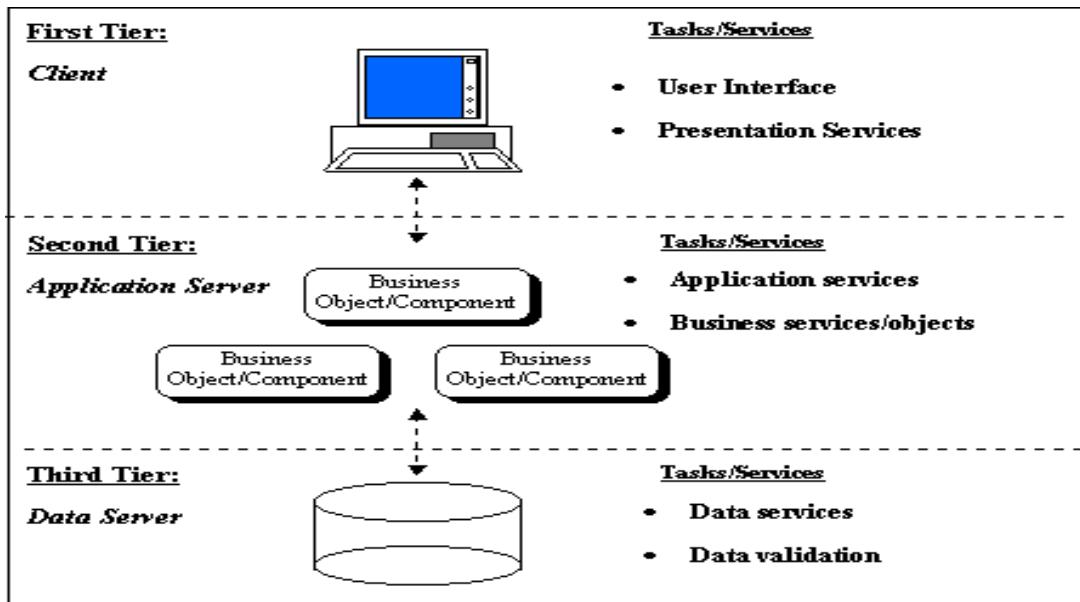 First Tier:
Client
Tasks/Services
• User Interface
• Presentation Services
Second Tier:
Application Server
Business
Object/Component
Business
Object/Component
Business
Object/Component
Tasks/Services
• Application services
• Business services/objects
Third Tier:
Data Server
Tasks/Services
• Data services
• Data validation